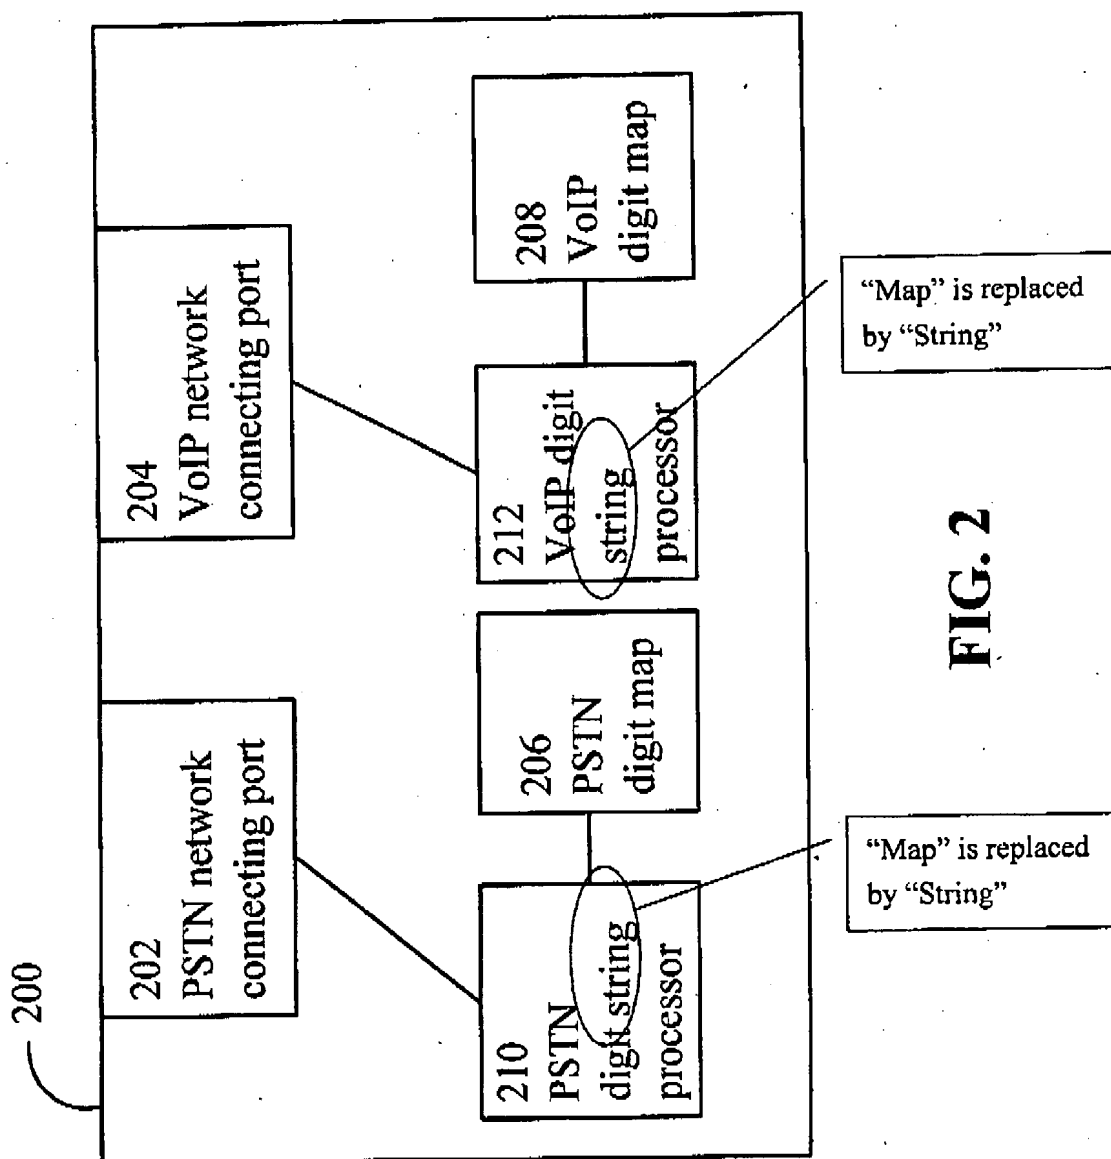 200
202
PSTN network
connecting port
204
VoIP network
connecting port
210
PSTN
digit string
processor
206
PSTN
digit map
212
VoIP digit
string
processor
208
VoIP
digit map
“Map” is replaced
by “String”
“Map” is replaced
by “String”
FIG. 2